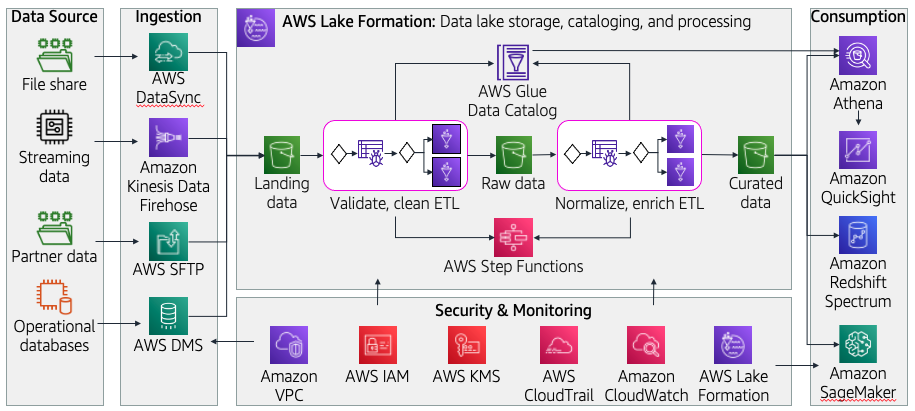 Data Source
File share
Streaming
data
Partner data
Operational
databases
Ingestion
AWS
DataSync
Amazon
Kinesis Data
Firehose
AWS SFTP
AWS DMS
AWS Lake Formation: Data lake storage, cataloging, and processing
AWS Glue
Data Catalog
Landing
data
Validate, clean ETL
Raw data
Normalize, enrich ETL
Curated
data
AWS Step Functions
Security & Monitoring
Amazon
VPC
AWS IAM
AWS KMS
AWS
CloudTrail
Amazon
CloudWatch
AWS Lake
Formation
Consumption
Amazon
Athena
Amazon
QuickSight
Amazon
Redshift
Spectrum
Amazon
SageMaker